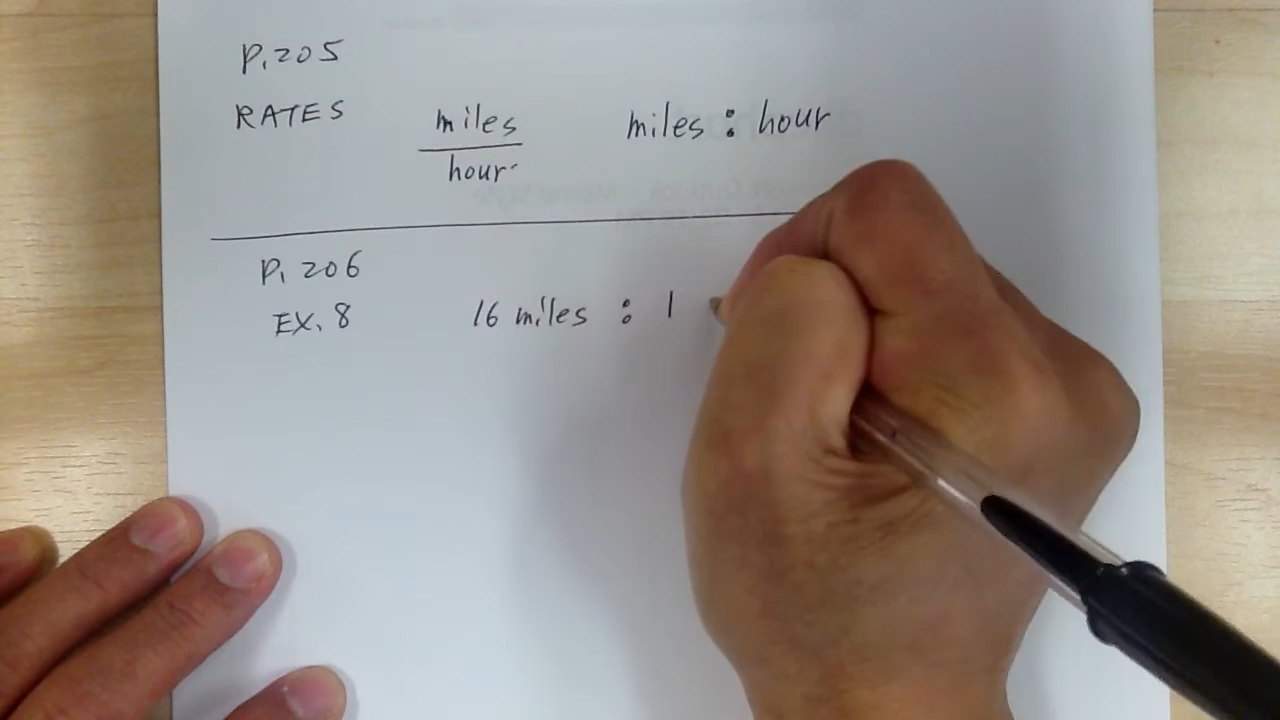 P. 205
RATES
miles
hour
miles : hour
P. 206
EX. 8
16 miles : 1